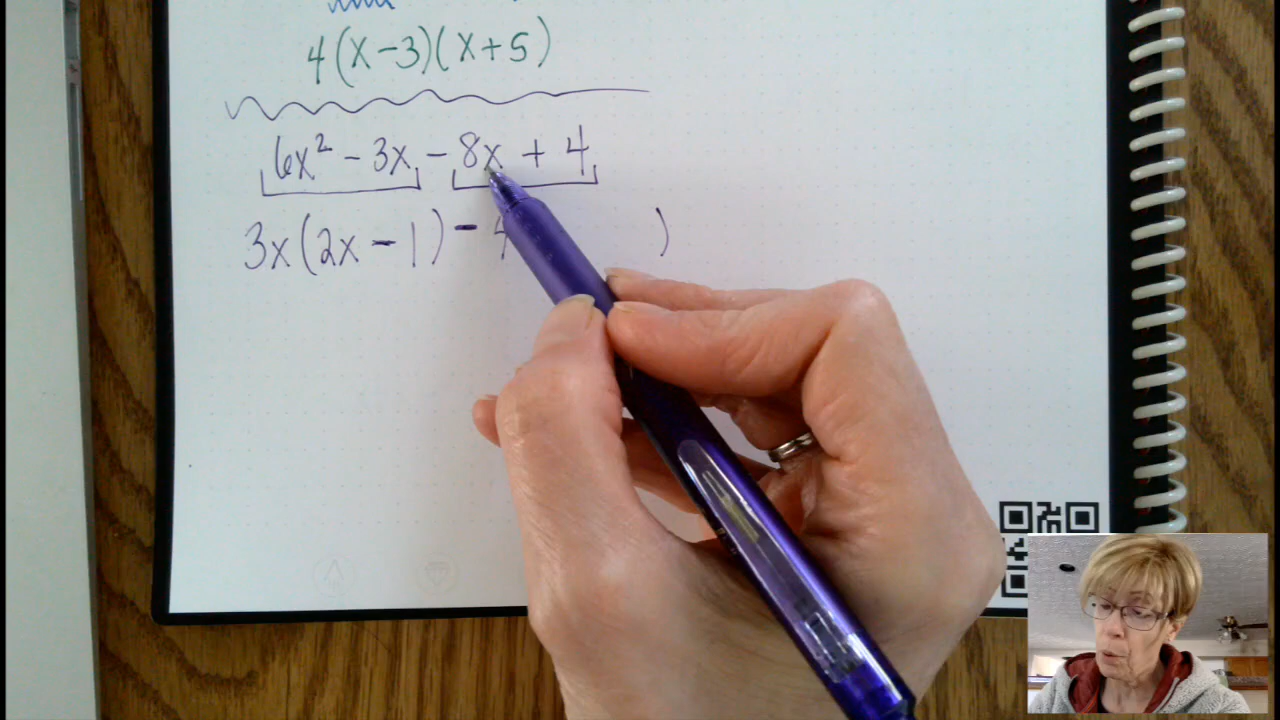 4(x-3)(x+5)
6x² - 3x - 8x + 4
3x(2x - 1) - 4 )